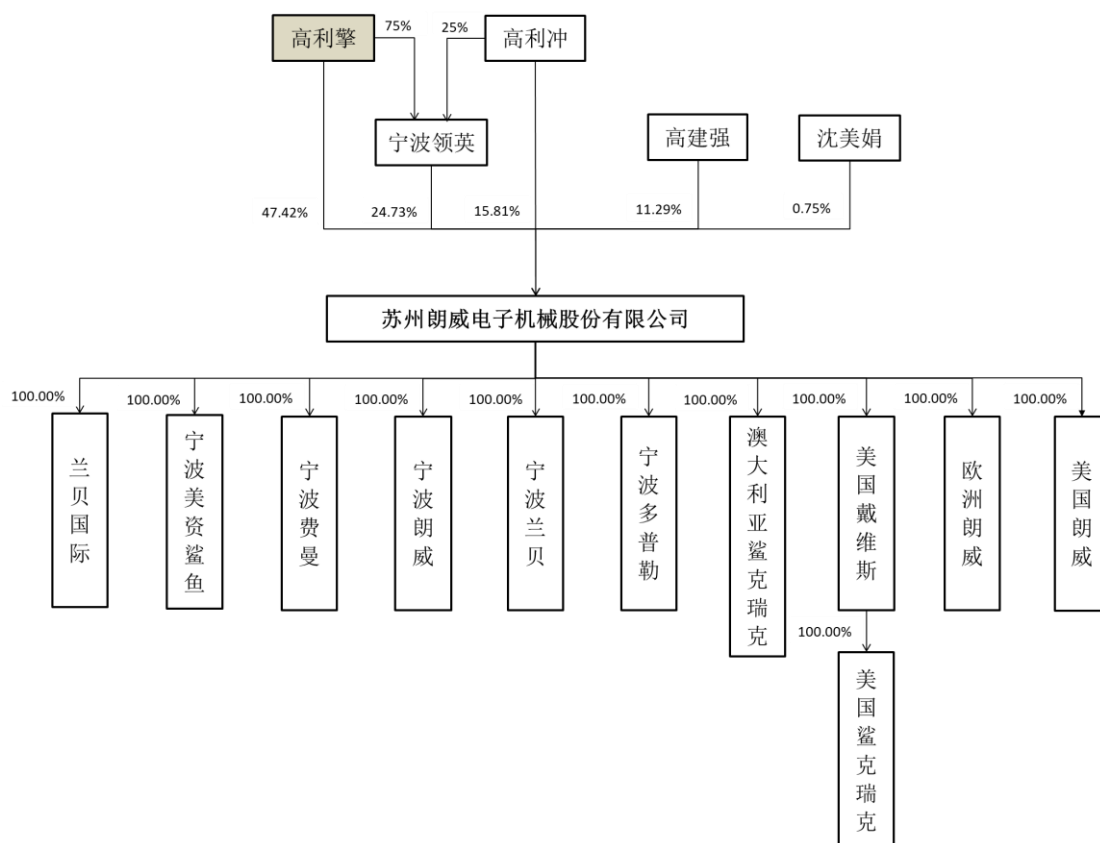 高利擎
75%
25%
高利冲
宁波领英
高建强
沈美娟
47.42%
24.73%
15.81%
11.29%
0.75%
苏州朗威电子机械股份有限公司
100.00%
100.00%
100.00%
100.00%
100.00%
100.00%
100.00%
100.00%
100.00%
100.00%
兰贝国际
宁波美资鲨鱼
宁波费曼
宁波朗威
宁波兰贝
宁波多普勒
澳大利亚鲨克瑞克
美国戴维斯
欧洲朗威
美国朗威
100.00%
美国鲨克瑞克